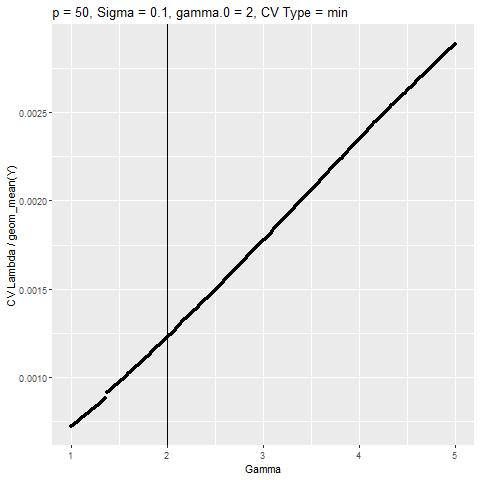 p = 50, Sigma = 0.1, gamma.0 = 2, CV Type = min
CV.Lambda / geom_mean(Y)
0.0025
0.0020
0.0015
0.0010
1 2 3 4 5
Gamma